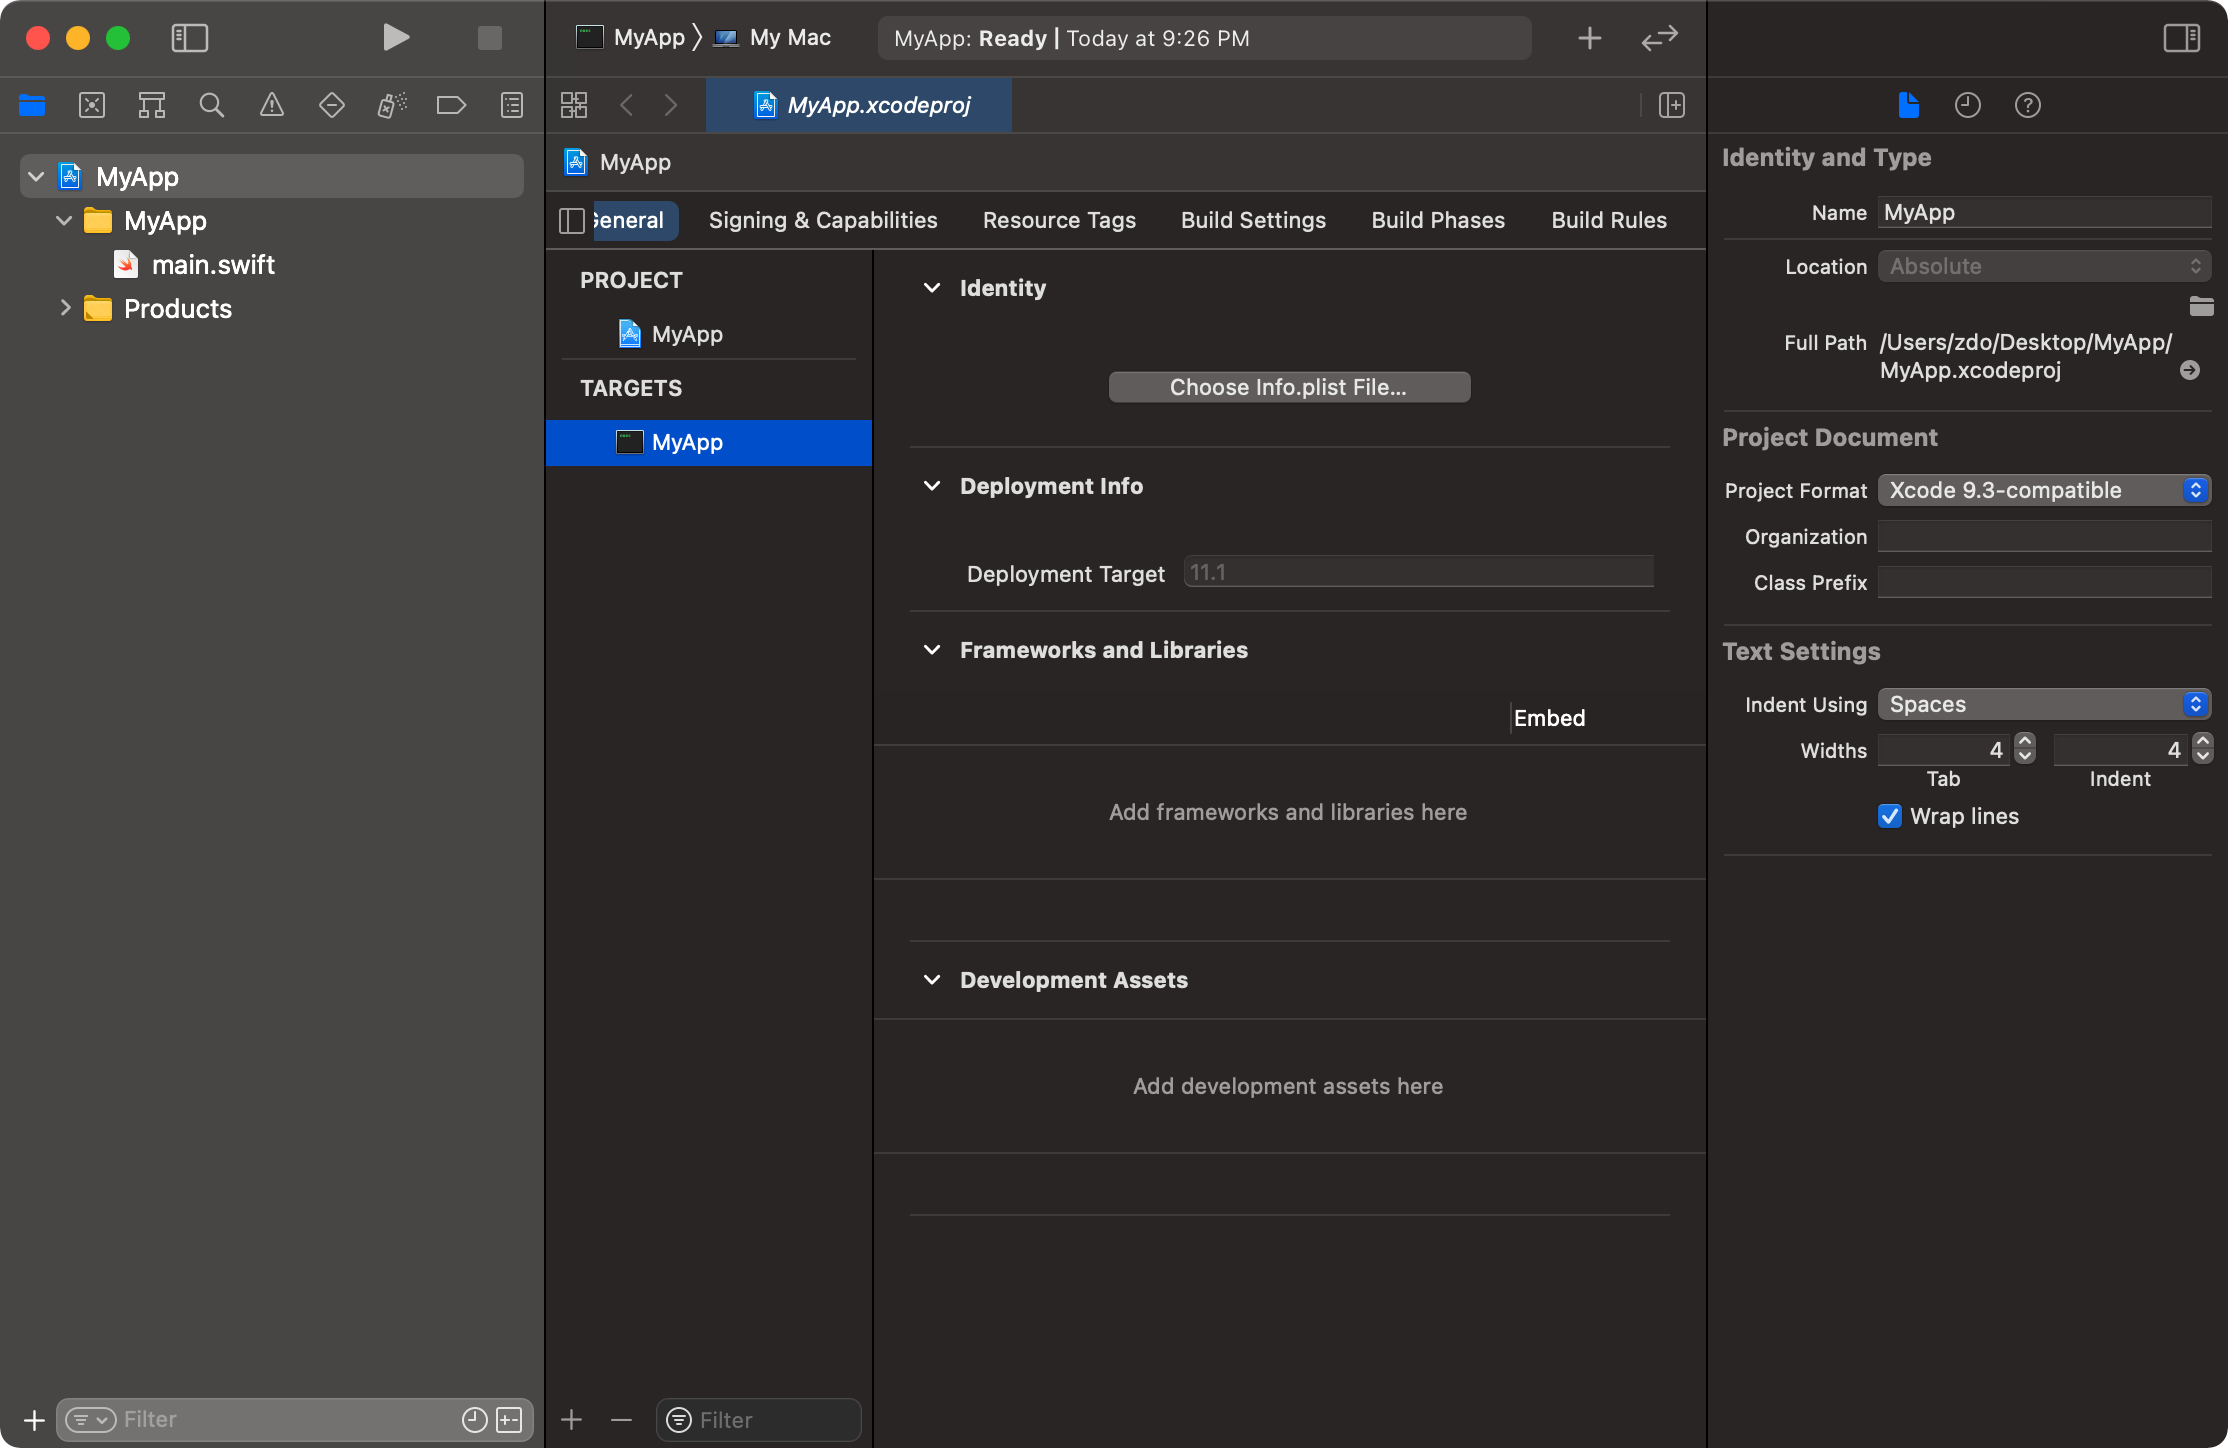 MyApp
My Mac
MyApp: Ready | Today at 9:26 PM
MyApp.xcodeproj
MyApp
MyApp
main.swift
Products
Filter
MyApp
General
Signing & Capabilities
Resource Tags
Build Settings
Build Phases
Build Rules
PROJECT
MyApp
TARGETS
MyApp
Filter
Identity
Choose Info.plist File...
Deployment Info
Deployment Target
11.1
Frameworks and Libraries
Embed
Add frameworks and libraries here
Development Assets
Add development assets here
Identity and Type
Name MyApp
Location Absolute
Full Path /Users/zdo/Desktop/MyApp/
MyApp.xcodeproj
Project Document
Project Format Xcode 9.3-compatible
Organization
Class Prefix
Text Settings
Indent Using Spaces
Widths 4 4
Tab Indent
Wrap lines